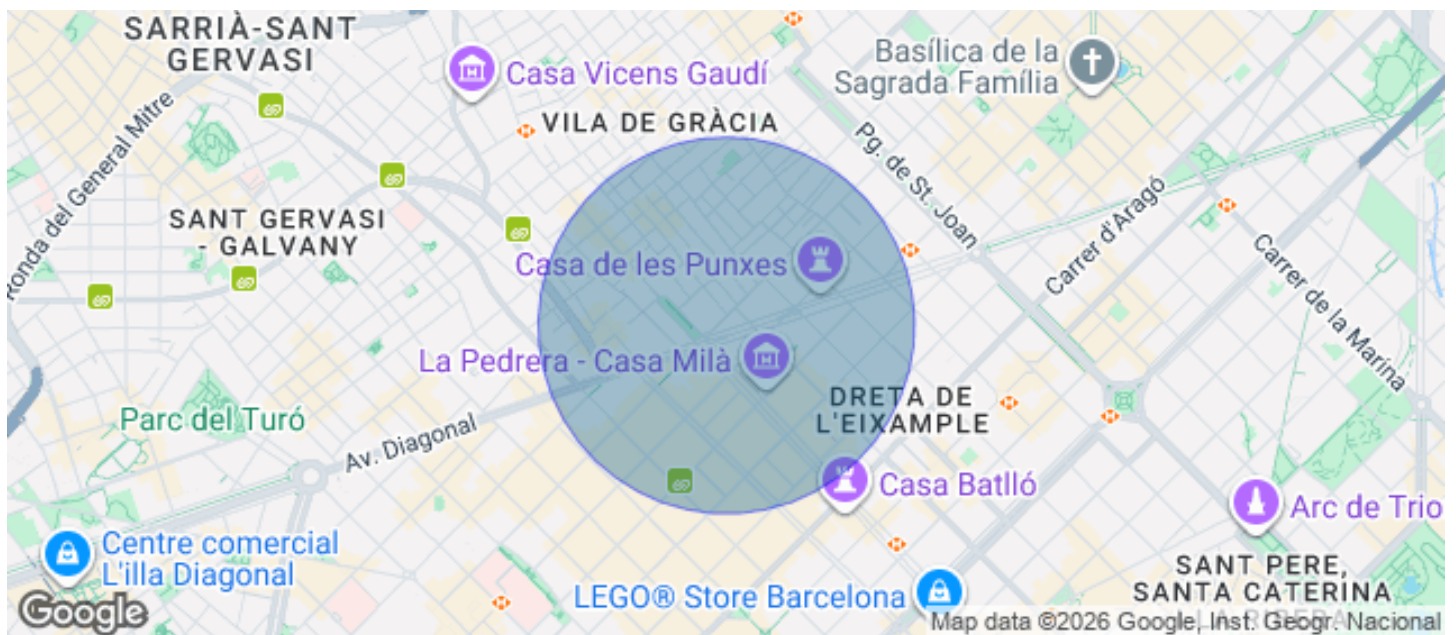 SARRIÀ-SANT
GERVASI
Casa Vicens Gaudí
Basílica de la
Sagrada Família
VILA DE GRÀCIA
Ronda del General Mitre
Pg. de St. Joan
SANT GERVASI
- GALVANY
Carrer d'Aragó
Casa de les Punxes
Carrer de la Marina
La Pedrera - Casa Milà
DRETA DE
L'EIXAMPLE
Parc del Turó
Av. Diagonal
Casa Batlló
Arc de Trio
Centre comercial
L'illa Diagonal
SANT PERE,
SANTA CATERINA
LEGO® Store Barcelona
Google
Map data ©2026 Google, Inst. Geogr. Nacional